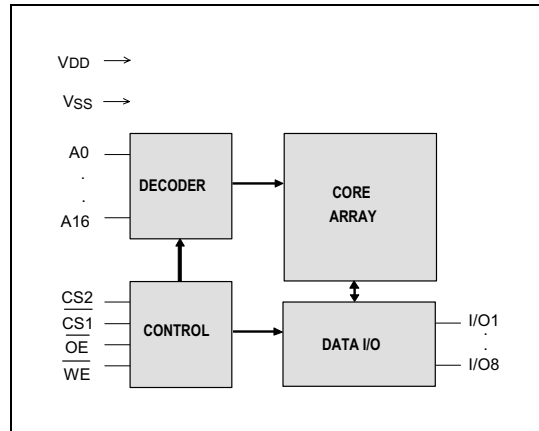 VDD
VSS
A0
.
.
A16
DECODER
CORE
ARRAY
CS2
CS1
OE
WE
CONTROL
DATA I/O
I/O1
.
.
I/O8